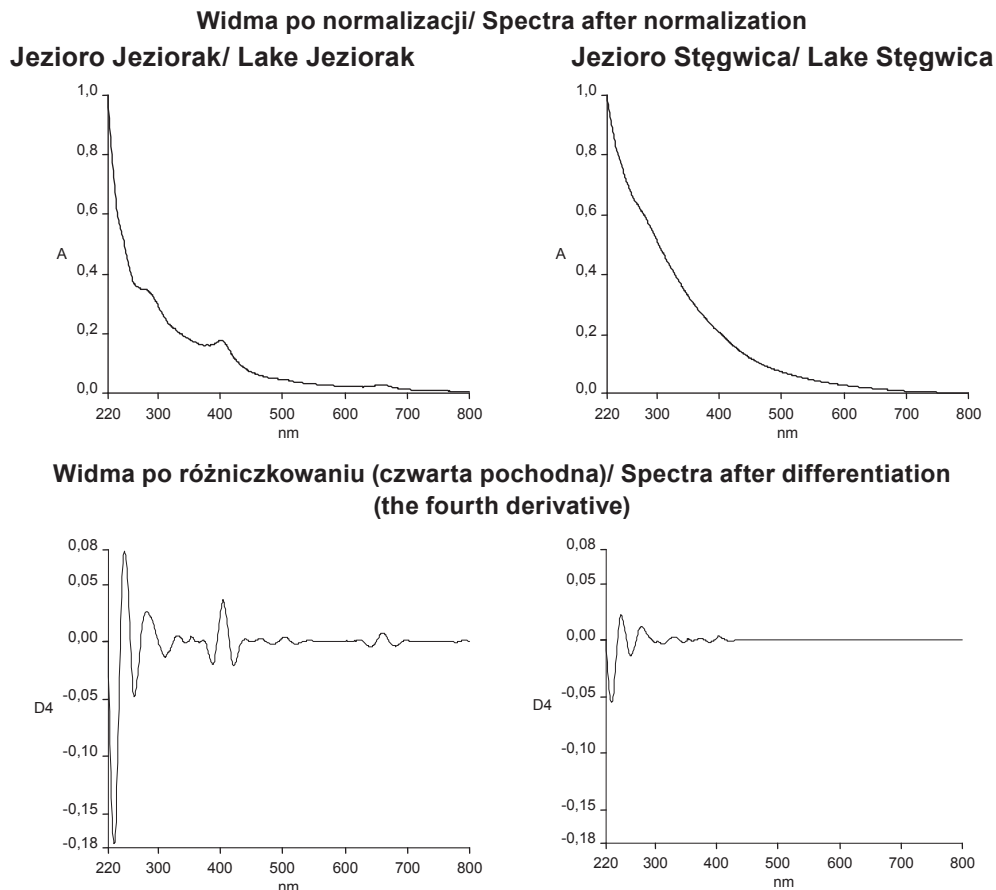 Widma po normalizacji/ Spectra after normalization
Jezioro Jeziorak/ Lake Jeziorak
Jezioro Stęgwica/ Lake Stęgwica
1,0
0,8
0,6
A
0,4
0,2
0,0
220 300 400 500 600 700 800
nm
1,0
0,8
0,6
A
0,4
0,2
0,0
220 300 400 500 600 700 800
nm
Widma po różniczkowaniu (czwarta pochodna)/ Spectra after differentiation
(the fourth derivative)
0,08
0,05
0,00
-0,05
D4
-0,10
-0,15
-0,18
220 300 400 500 600 700 800
nm
0,08
0,05
0,00
-0,05
D4
-0,10
-0,15
-0,18
220 300 400 500 600 700 800
nm